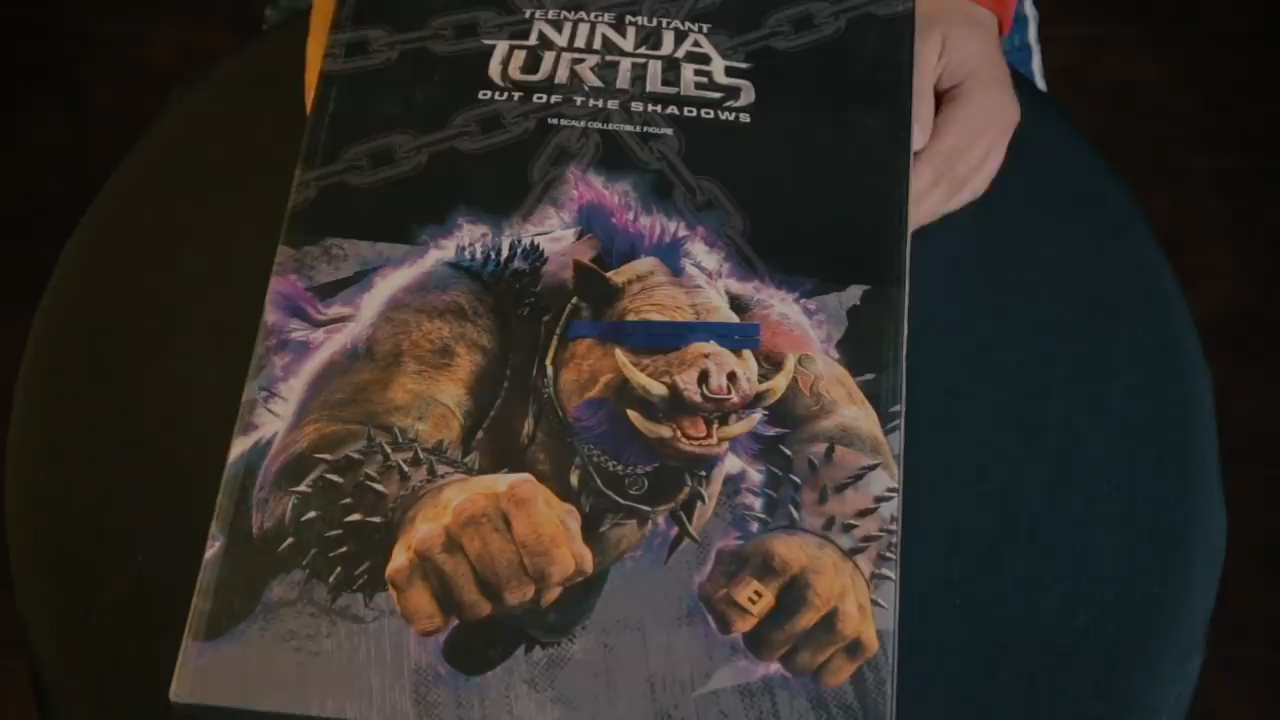 TEENAGE MUTANT
NINJA
TURTLES
OUT OF THE SHADOWS
1/6 SCALE COLLECTIBLE FIGURE